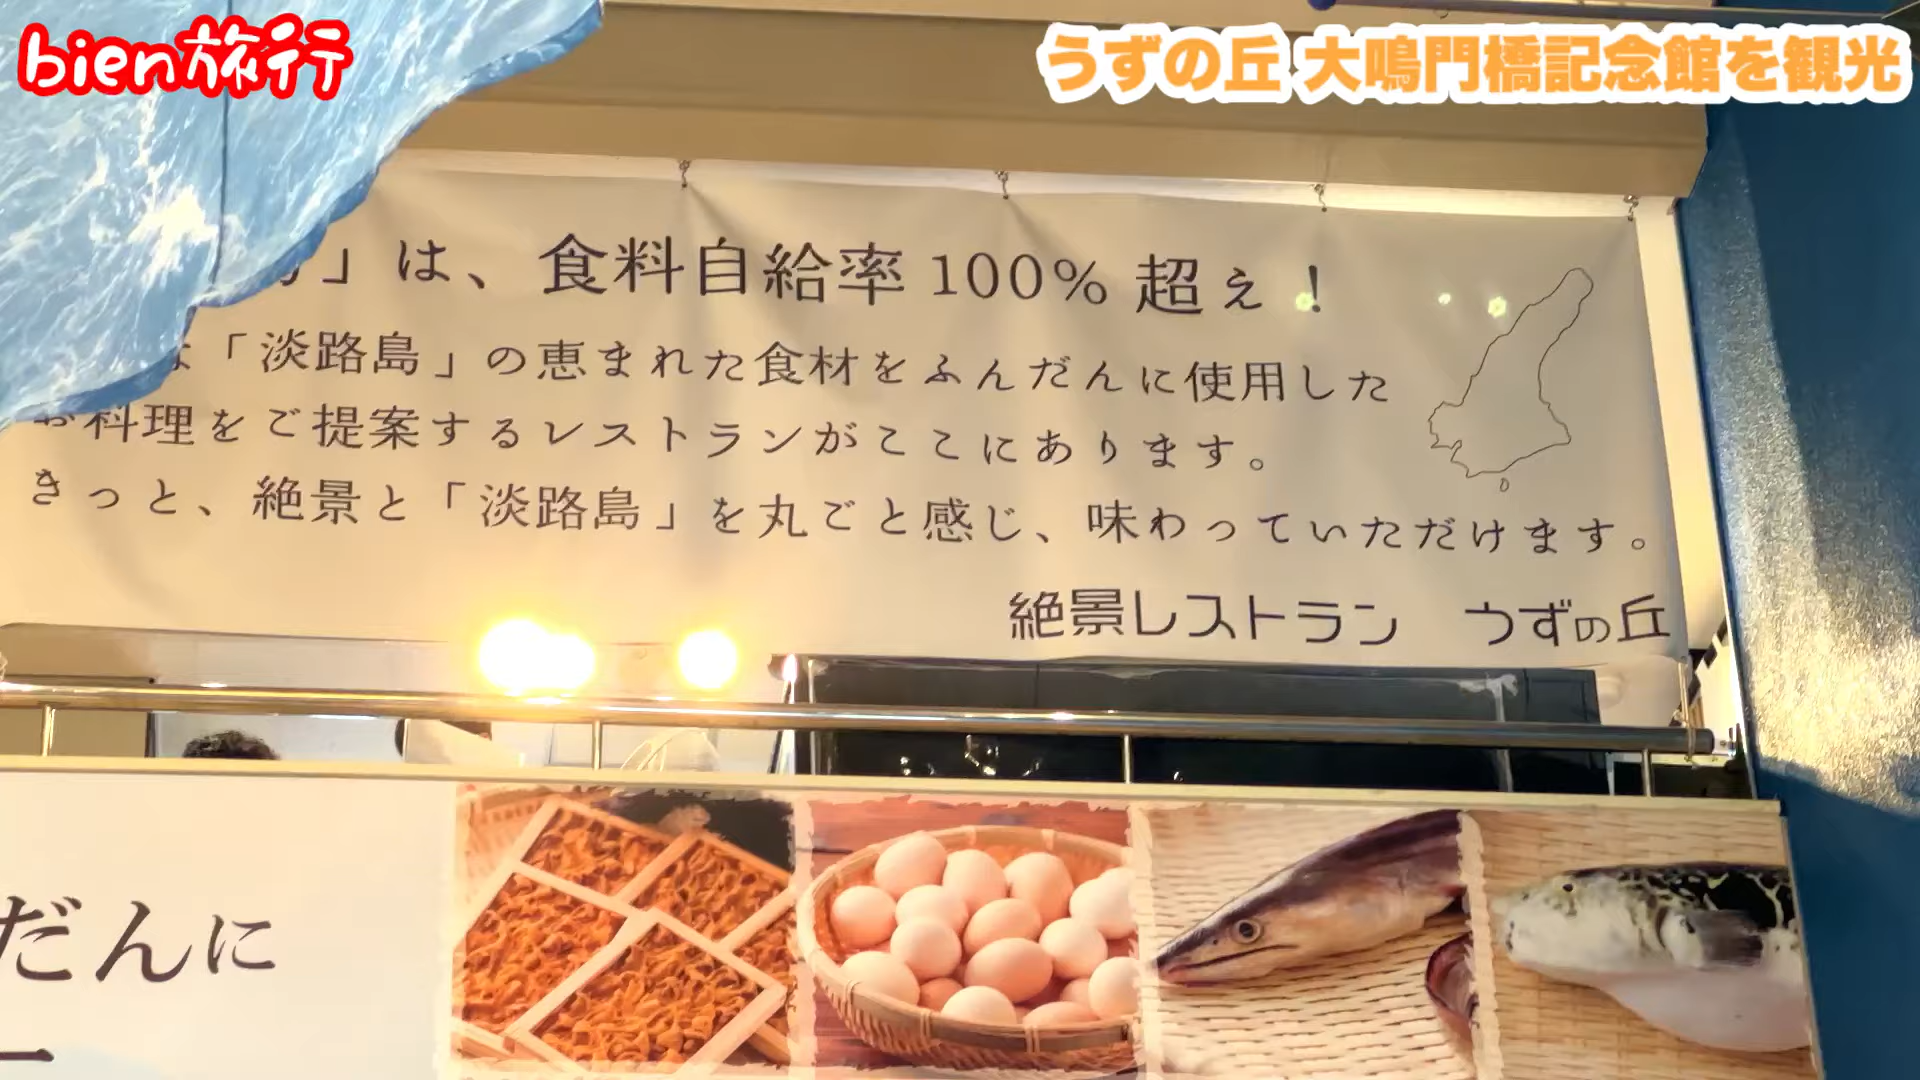 bien旅行
うずの丘 大鳴門橋記念館を観光
」は、食料自給率100%超え！
「淡路島」の恵まれた食材をふんだんに使用した
お料理をご提案するレストランがここにあります。
きっと、絶景と「淡路島」を丸ごと感じ、味わっていただけます。
絶景レストラン うずの丘
だんに